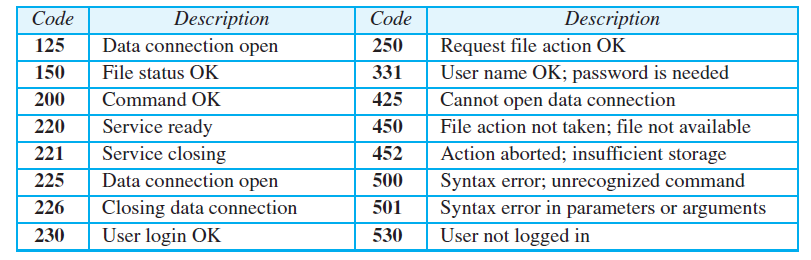 Code Description Code Description
125 Data connection open 250 Request file action OK
150 File status OK 331 User name OK; password is needed
200 Command OK 425 Cannot open data connection
220 Service ready 450 File action not taken; file not available
221 Service closing 452 Action aborted; insufficient storage
225 Data connection open 500 Syntax error; unrecognized command
226 Closing data connection 501 Syntax error in parameters or arguments
230 User login OK 530 User not logged in